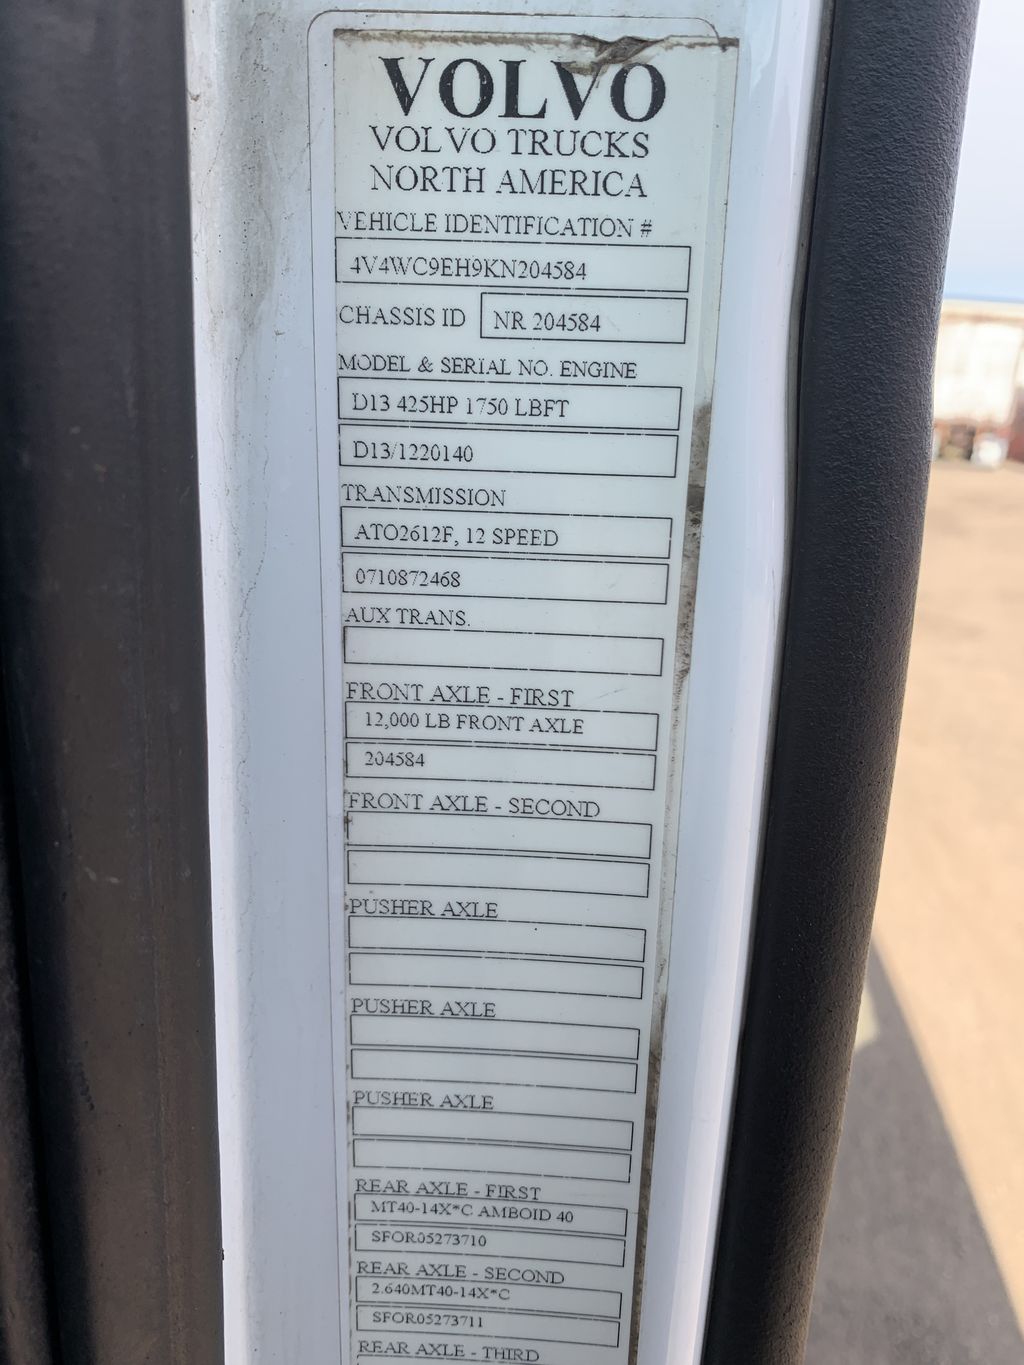 VOLVO
VOLVO TRUCKS
NORTH AMERICA
VEHICLE IDENTIFICATION #
4V4WC9EH9KN204584
CHASSIS ID NR 204584
MODEL & SERIAL NO. ENGINE
D13 425HP 1750 LBFT
D13/1220140
TRANSMISSION
ATO2612F, 12 SPEED
0710872468
AUX TRANS.
FRONT AXLE - FIRST
12,000 LB FRONT AXLE
204584
FRONT AXLE - SECOND
PUSHER AXLE
PUSHER AXLE
PUSHER AXLE
REAR AXLE - FIRST
MT40-14X*C AMBOID 40
SFOR05273710
REAR AXLE - SECOND
2.640MT40-14X*C
SFOR05273711
REAR AXLE - THIRD